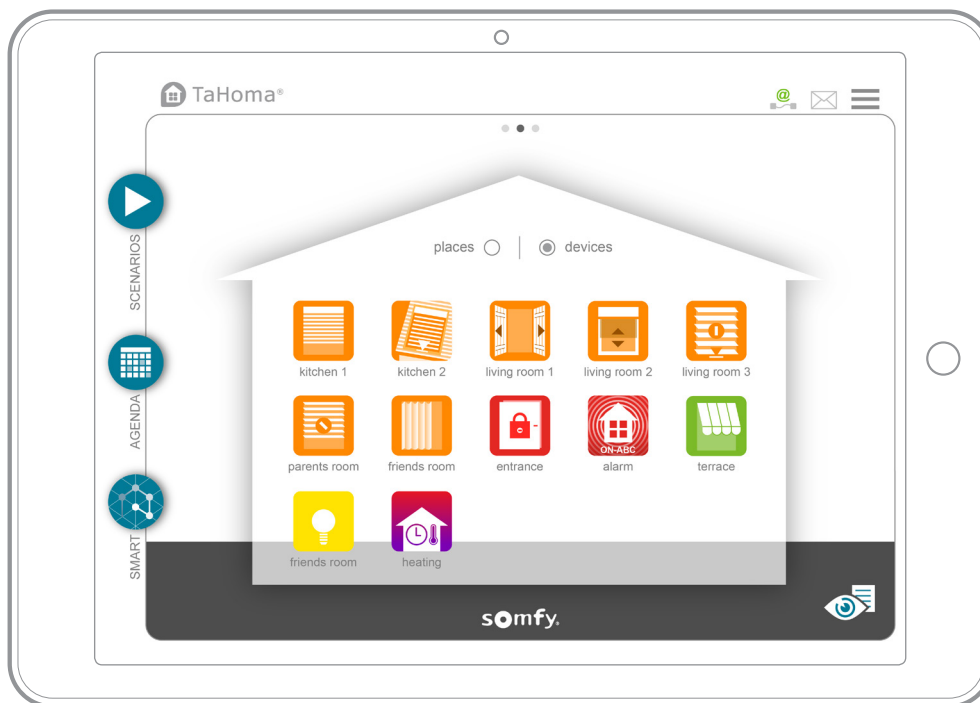 TaHoma®
@
places
devices
SCENARIOS
AGENDA
SMART
kitchen 1
kitchen 2
living room 1
living room 2
living room 3
parents room
friends room
entrance
ON-ABC
alarm
terrace
friends room
heating
somfy.